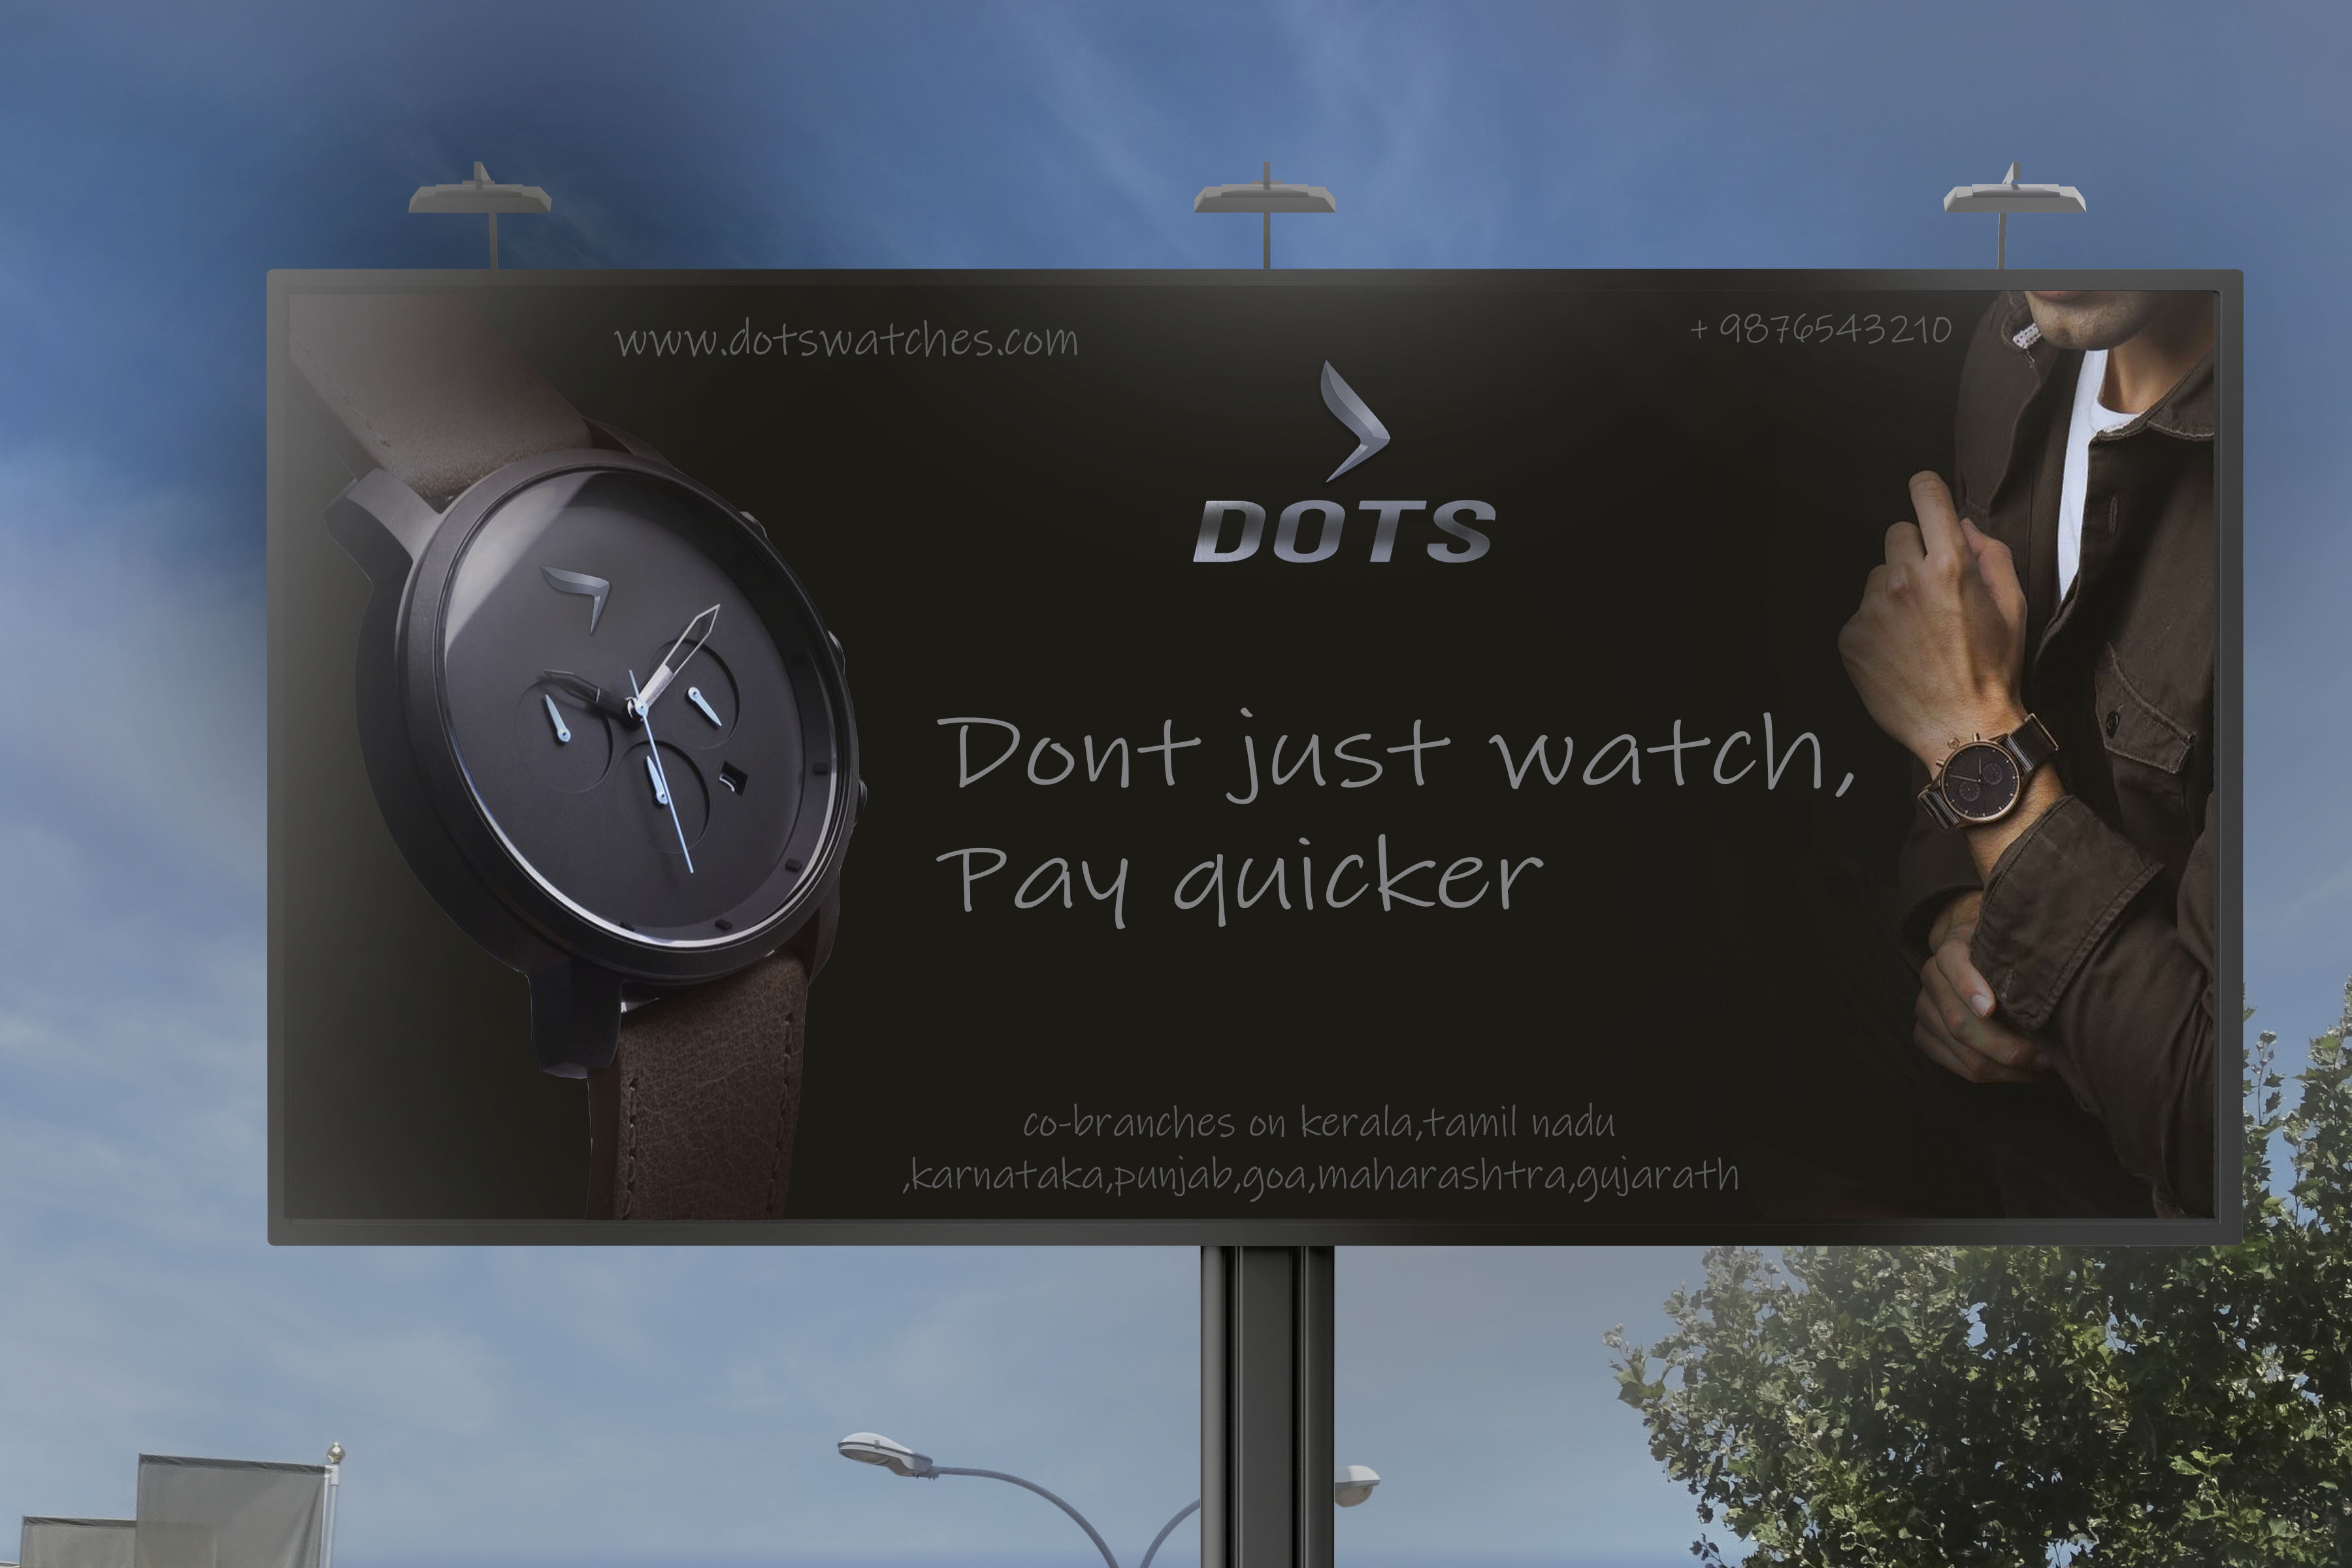 www.dotswatches.com
+ 9876543210
DOTS
Dont just watch,
Pay quicker
co-branches on kerala,tamil nadu
,karnataka,punjab,goa,maharashtra,gujarath